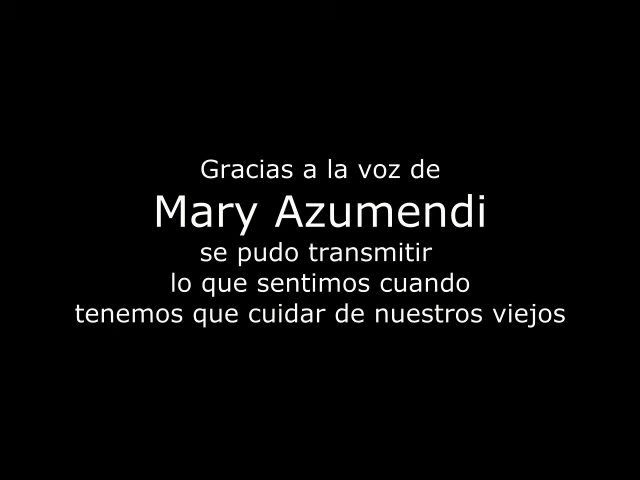 Gracias a la voz de
Mary Azumendi
se pudo transmitir
lo que sentimos cuando
tenemos que cuidar de nuestros viejos